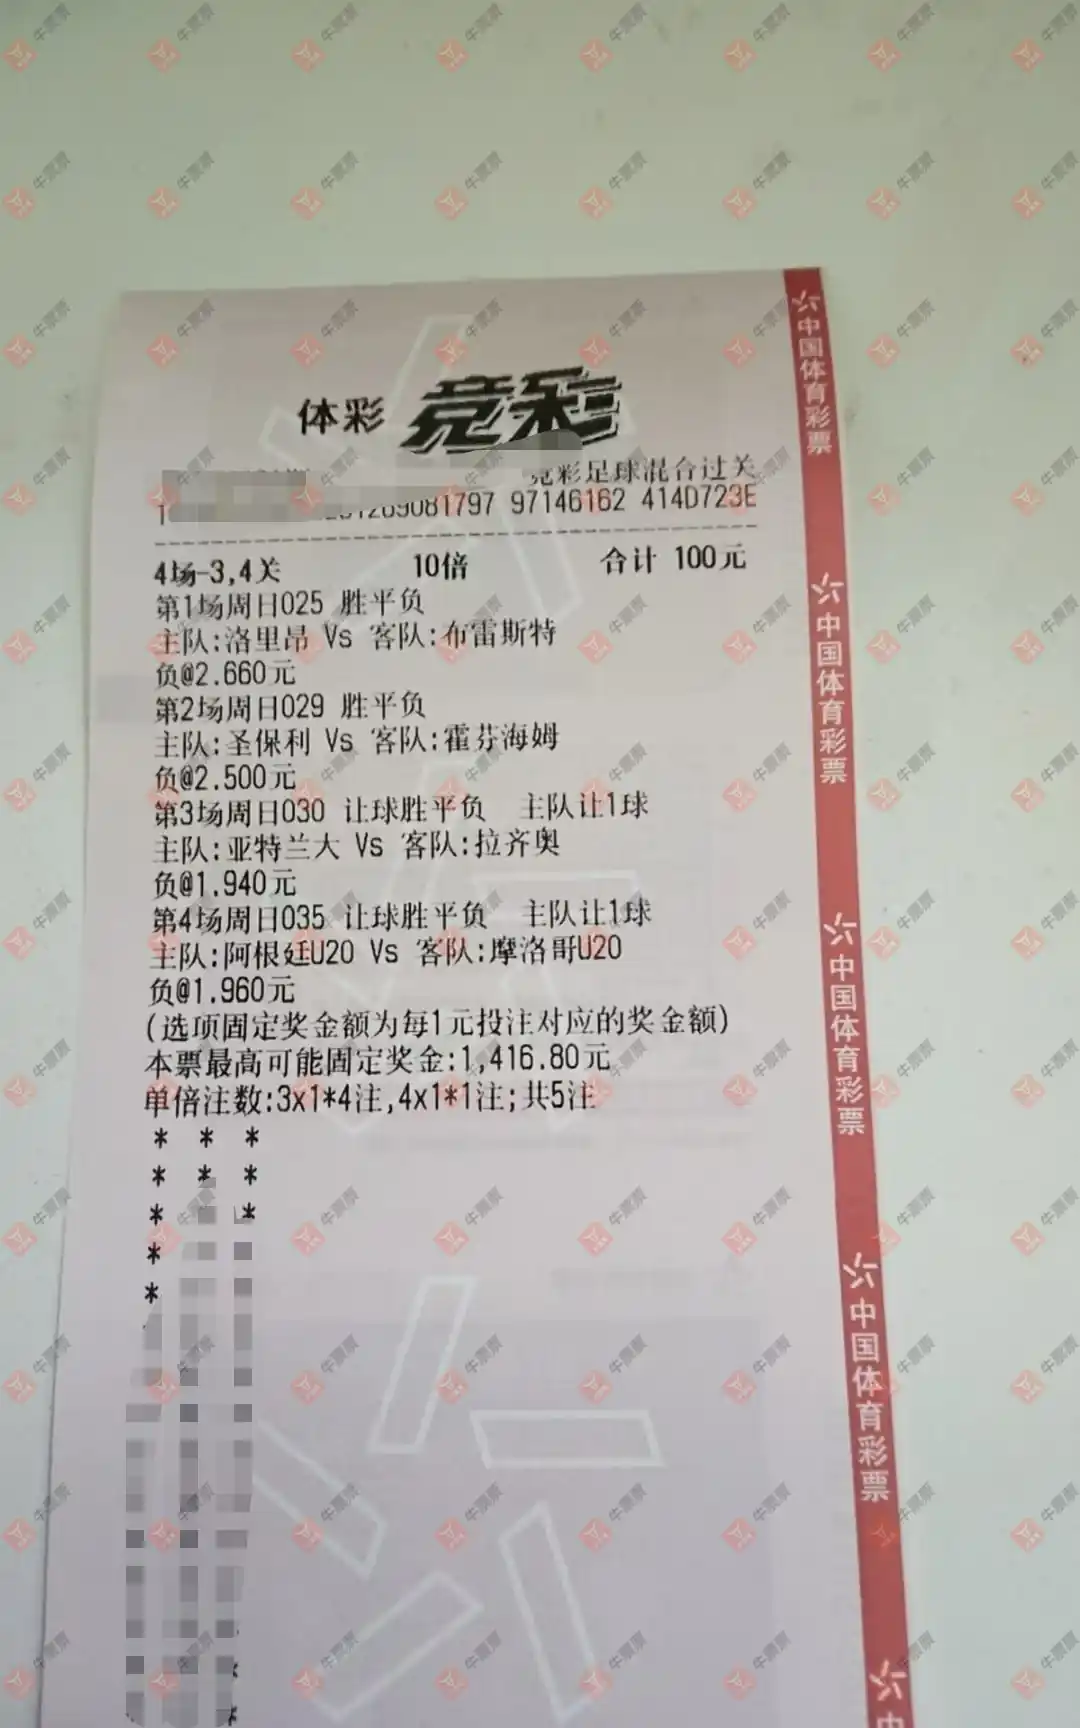 体彩 竞彩
竞彩足球混合过关
97146162 414D723E
4场-3,4关 10倍 合计 100元
第1场周日025 胜平负
主队:洛里昂 Vs 客队:布雷斯特
负@2.660元
第2场周日029 胜平负
主队:圣保利 Vs 客队:霍芬海姆
负@2.500元
第3场周日030 让球胜平负 主队让1球
主队:亚特兰大 Vs 客队:拉齐奥
负@1.940元
第4场周日035 让球胜平负 主队让1球
主队:阿根廷U20 Vs 客队:摩洛哥U20
负@1.960元
(选项固定奖金额为每1元投注对应的奖金额)
本票最高可能固定奖金:1,416.80元
单倍注数:3x1*4注,4x1*1注;共5注
* * *
* * *
* *
*
*
中国体育彩票
中国体育彩票
中国体育彩票
中国体育彩票
牛票票